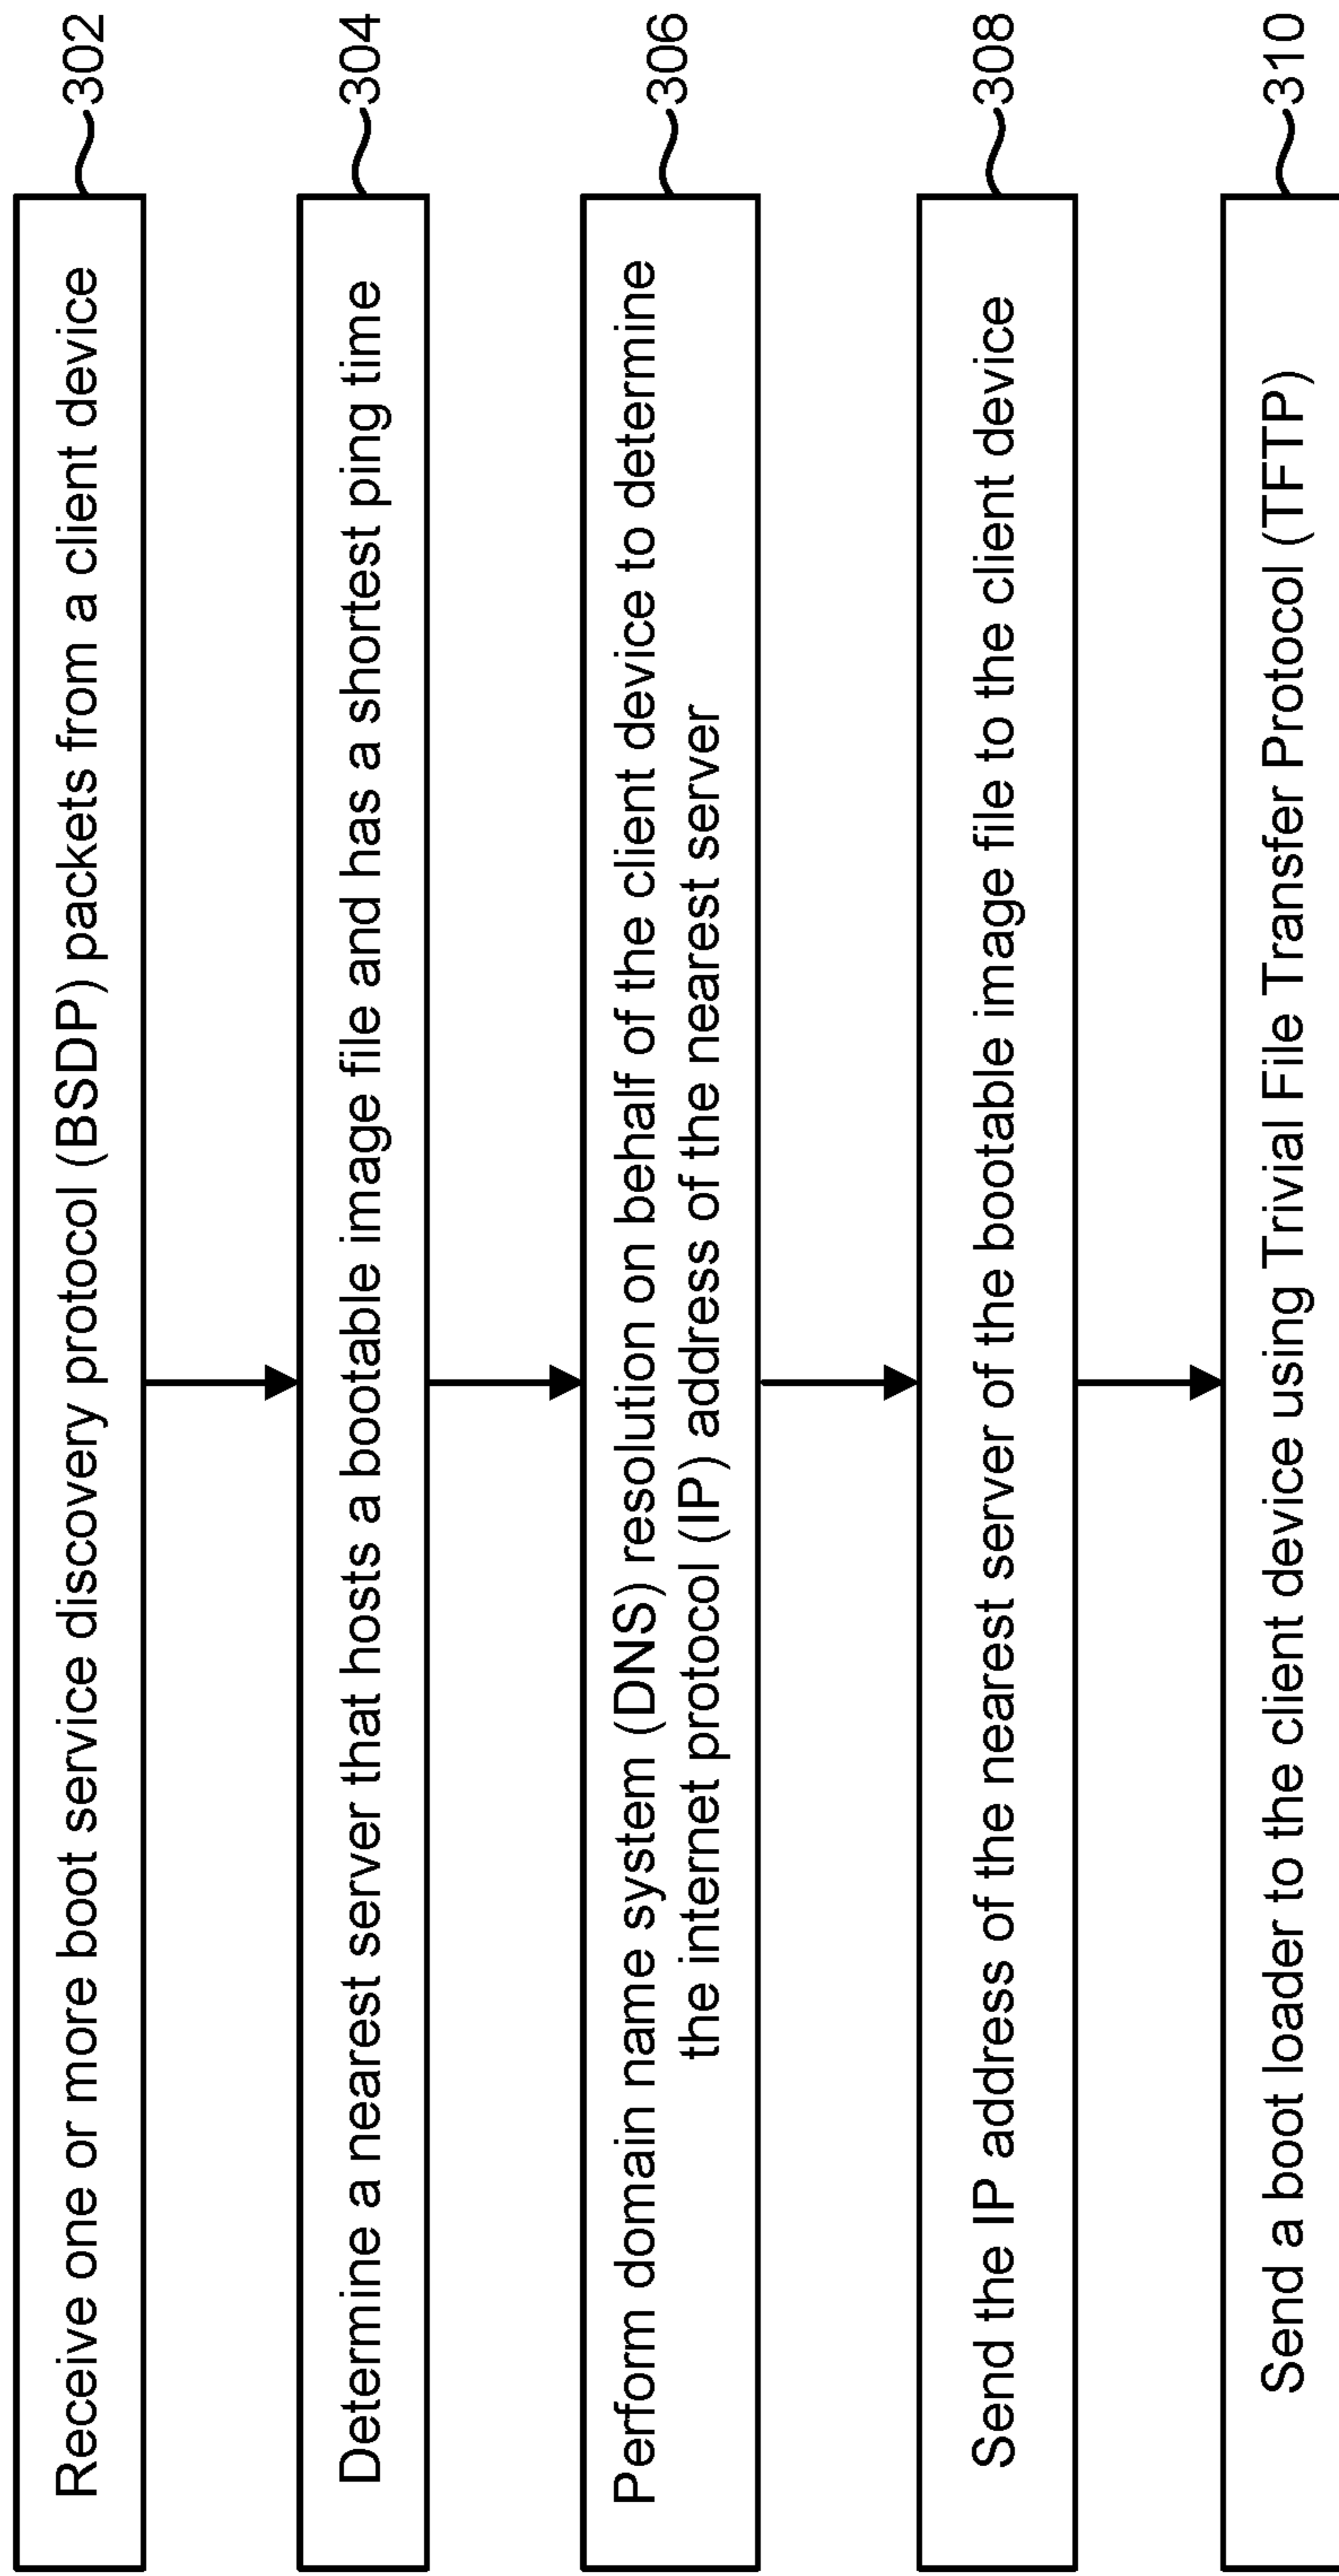 Receive one or more boot service discovery protocol (BSDP) packets from a client device
302
Determine a nearest server that hosts a bootable image file and has a shortest ping time
304
Perform domain name system (DNS) resolution on behalf of the client device to determine
the internet protocol (IP) address of the nearest server
306
Send the IP address of the nearest server of the bootable image file to the client device
308
Send a boot loader to the client device using Trivial File Transfer Protocol (TFTP)
310